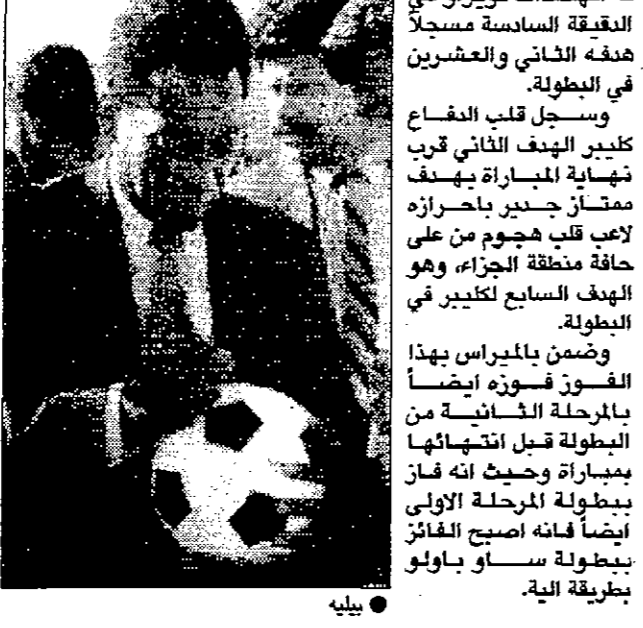 الدقيقة السادسة مسجلاً
هدفه الثاني والعشرين
في البطولة.
وسجل قلب الدفاع
كليبر الهدف الثاني قرب
نهاية المباراة بهدف
ممتاز جدير باحرازه
لاعب قلب هجوم من على
حافة منطقة الجزاء، وهو
الهدف السابع لكليبر في
البطولة.
وضمن بالميراس بهذا
الفوز فوزه ايضاً
بالمرحلة الثانية من
البطولة قبل انتهائها
بمباراة وحيث انه فاز
ببطولة المرحلة الاولى
ايضاً فانه اصبح الفائز
ببطولة ساو باولو
بطريقة الية.
● بيليه